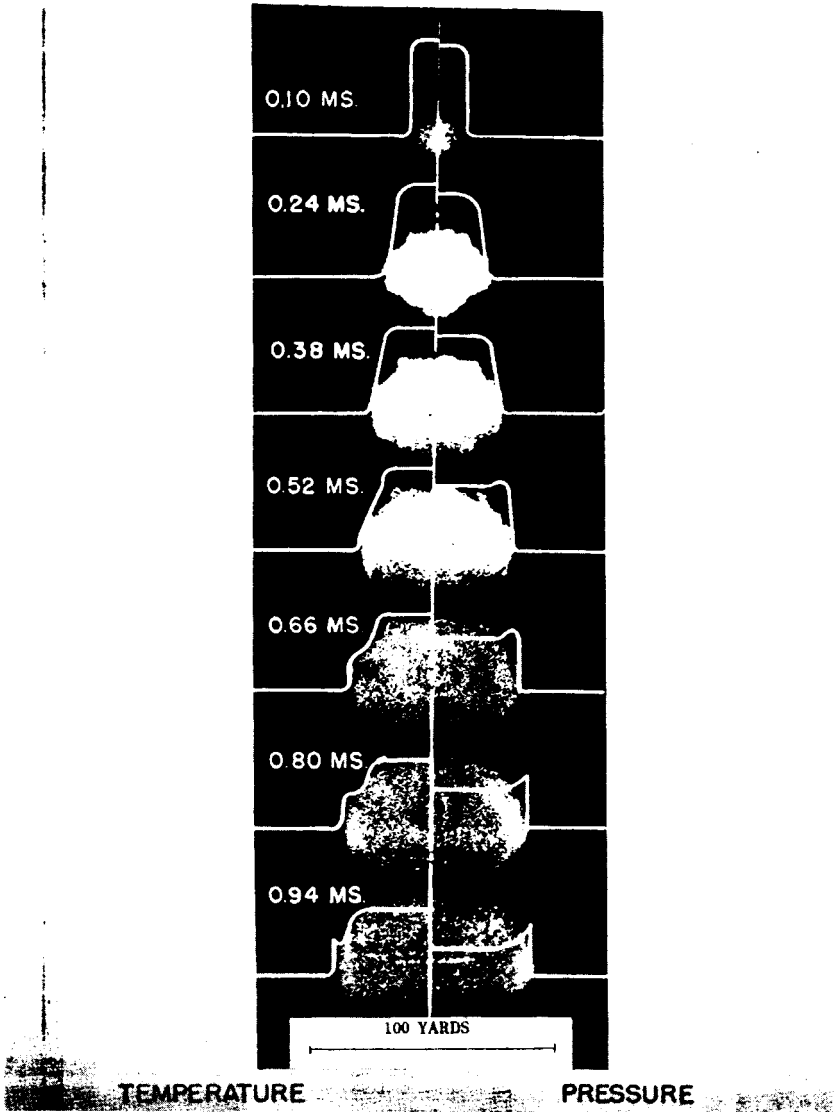 0.10 MS.
0.24 MS.
0.38 MS.
0.52 MS.
0.66 MS.
0.80 MS.
0.94 MS.
100 YARDS
TEMPERATURE PRESSURE